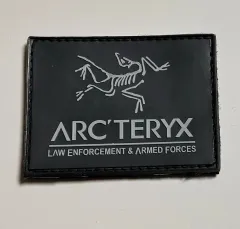 ARC'TERYX
LAW ENFORCEMENT & ARMED FORCES